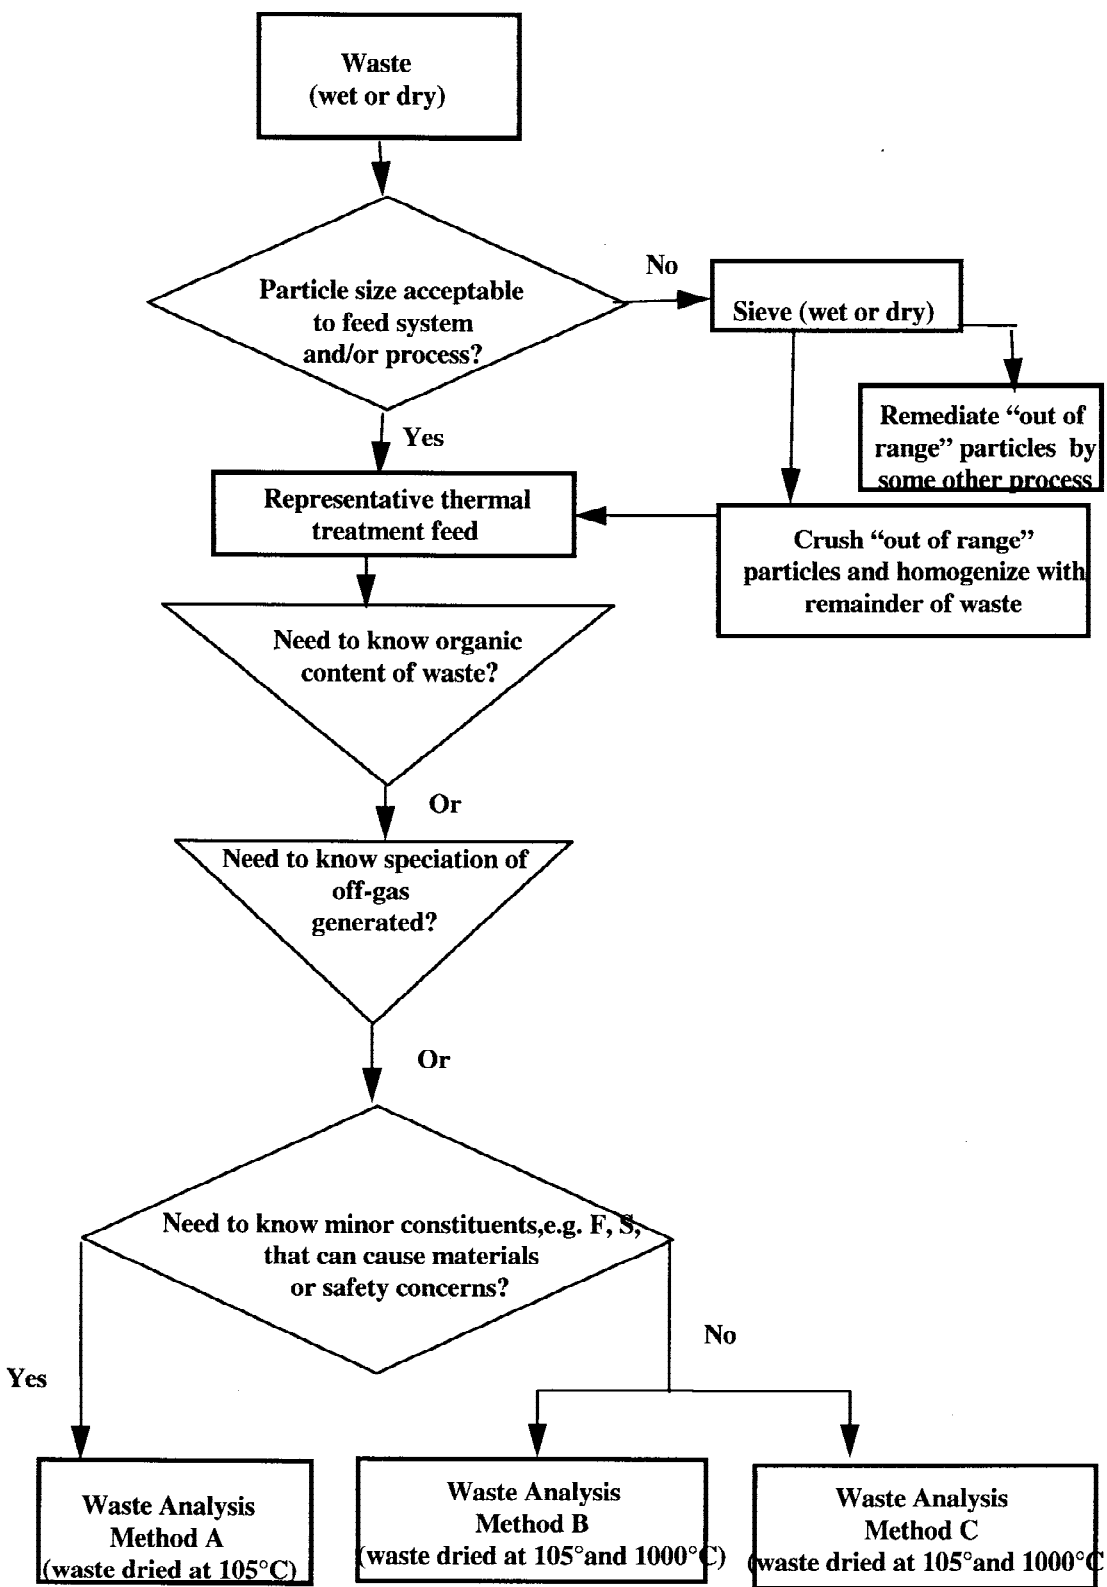 Waste
(wet or dry)
Particle size acceptable
to feed system
and/or process?
No
Sieve (wet or dry)
Remediate “out of
range” particles by
some other process
Yes
Representative thermal
treatment feed
Crush “out of range”
particles and homogenize with
remainder of waste
Need to know organic
content of waste?
Or
Need to know speciation of
off-gas
generated?
Or
Need to know minor constituents,e.g. F, S,
that can cause materials
or safety concerns?
No
Yes
Waste Analysis
Method A
(waste dried at 105°C)
Waste Analysis
Method B
(waste dried at 105°and 1000°C)
Waste Analysis
Method C
(waste dried at 105°and 1000°C